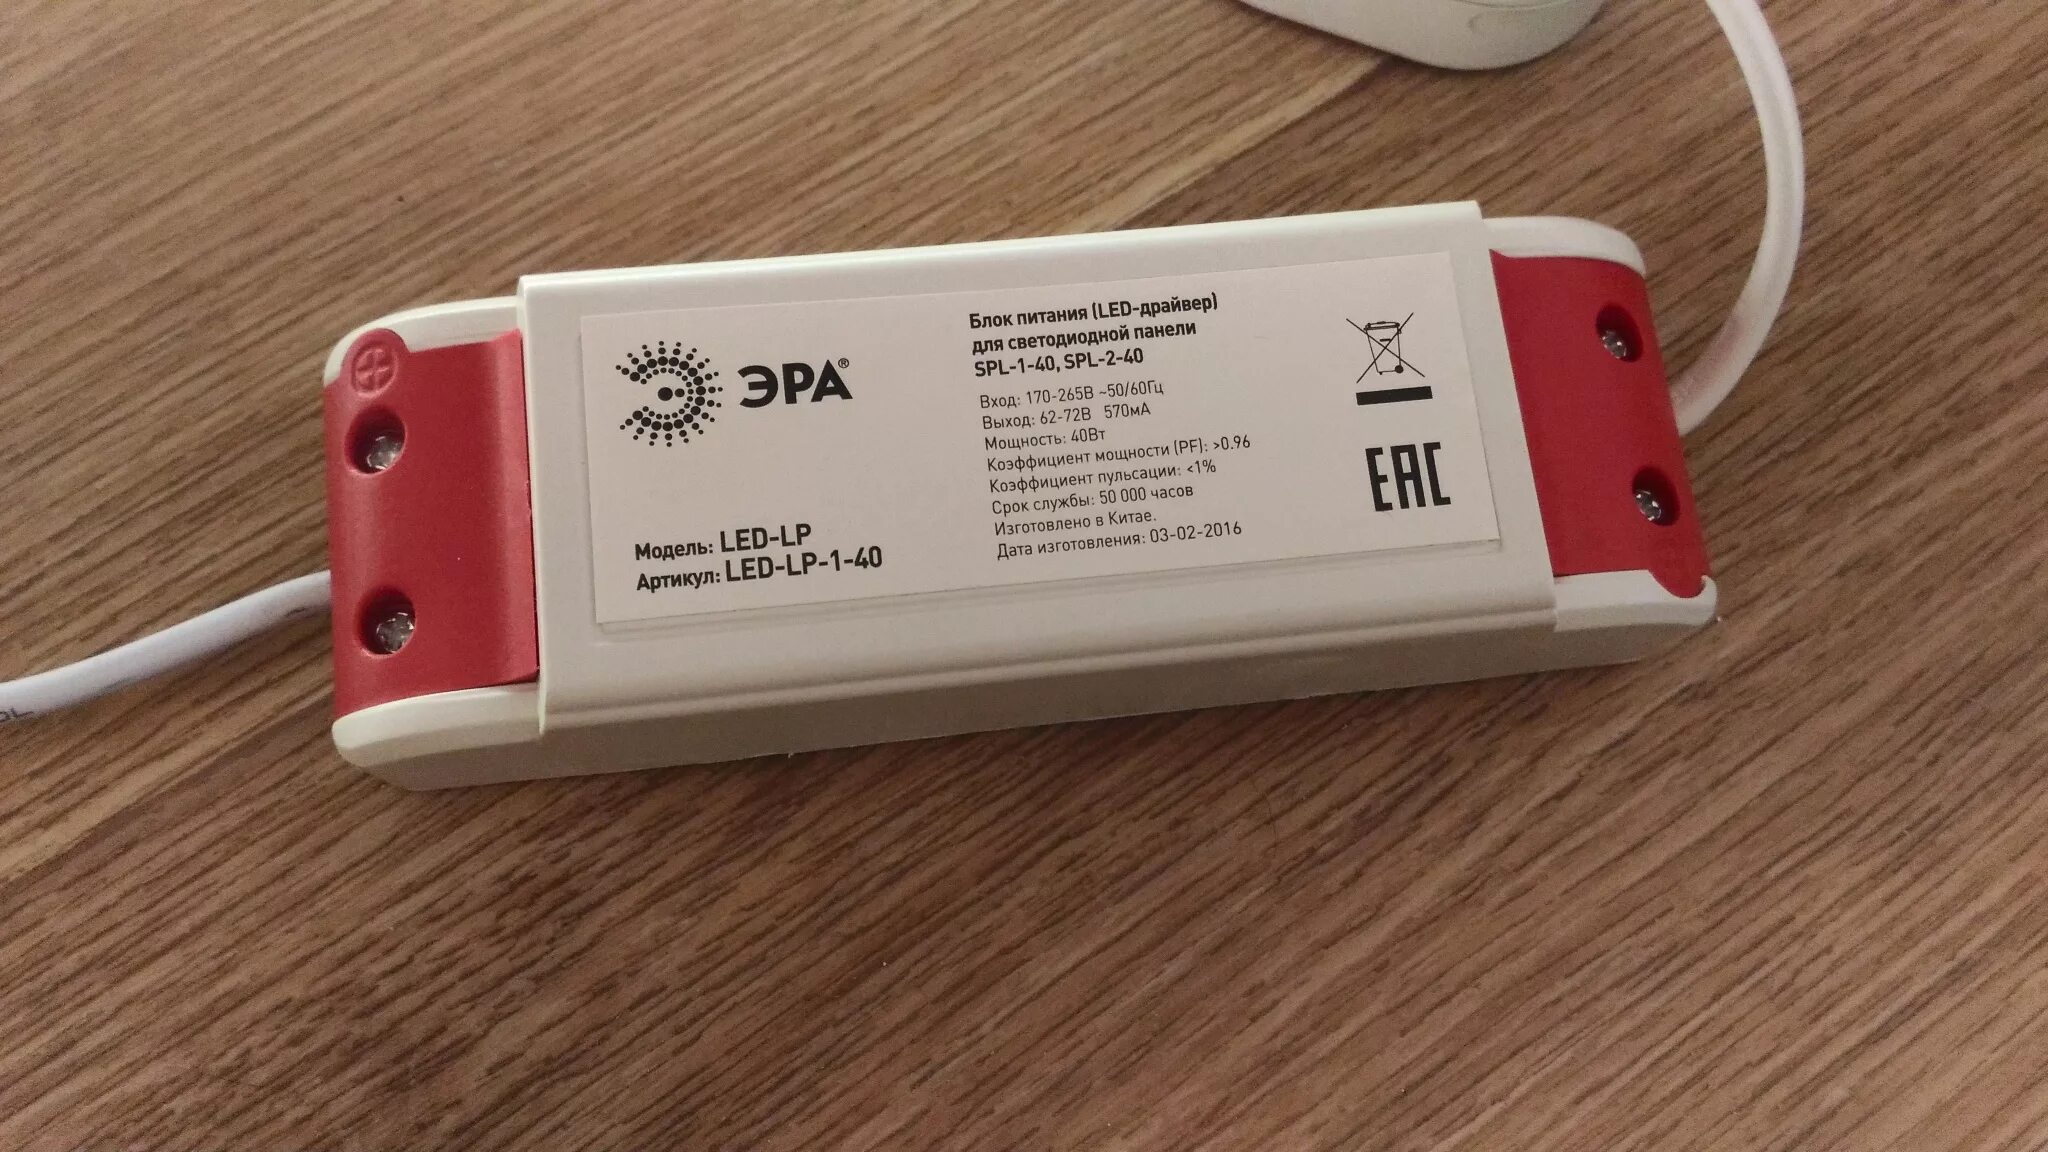 ЭРА®
Модель: LED-LP
Артикул: LED-LP-1-40
Блок питания (LED-драйвер)
для светодиодной панели
SPL-1-40, SPL-2-40
Вход: 170-265В ~50/60Гц
Выход: 62-72В 570мА
Мощность: 40Вт
Коэффициент мощности (PF): >0.96
Коэффициент пульсации: <1%
Срок службы: 50 000 часов
Изготовлено в Китае.
Дата изготовления: 03-02-2016
EAC